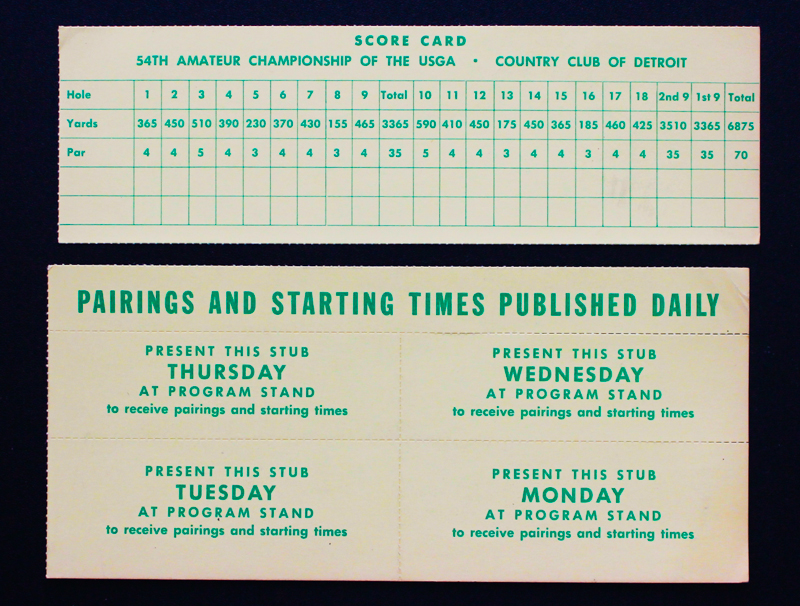 SCORE CARD
54TH AMATEUR CHAMPIONSHIP OF THE USGA • COUNTRY CLUB OF DETROIT
Hole 1 2 3 4 5 6 7 8 9 Total 10 11 12 13 14 15 16 17 18 2nd 9 1st 9 Total
Yards 365 450 510 390 230 370 430 155 465 3365 590 410 450 175 450 365 185 460 425 3510 3365 6875
Par 4 4 5 4 3 4 4 3 4 35 5 4 4 3 4 4 3 4 4 35 35 70
PAIRINGS AND STARTING TIMES PUBLISHED DAILY
PRESENT THIS STUB
THURSDAY
AT PROGRAM STAND
to receive pairings and starting times
PRESENT THIS STUB
WEDNESDAY
AT PROGRAM STAND
to receive pairings and starting times
PRESENT THIS STUB
TUESDAY
AT PROGRAM STAND
to receive pairings and starting times
PRESENT THIS STUB
MONDAY
AT PROGRAM STAND
to receive pairings and starting times